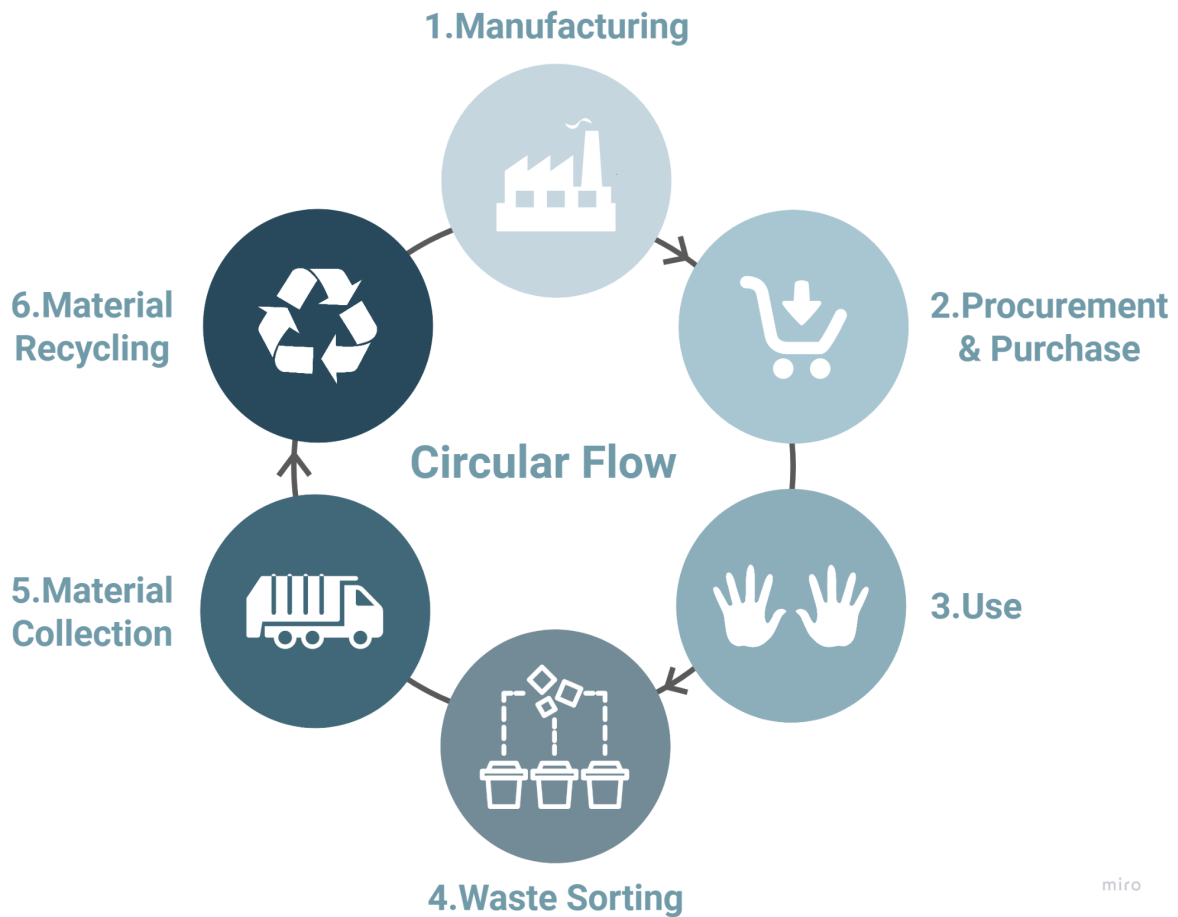 1.Manufacturing
2.Procurement
& Purchase
3.Use
4.Waste Sorting
5.Material
Collection
6.Material
Recycling
Circular Flow
miro